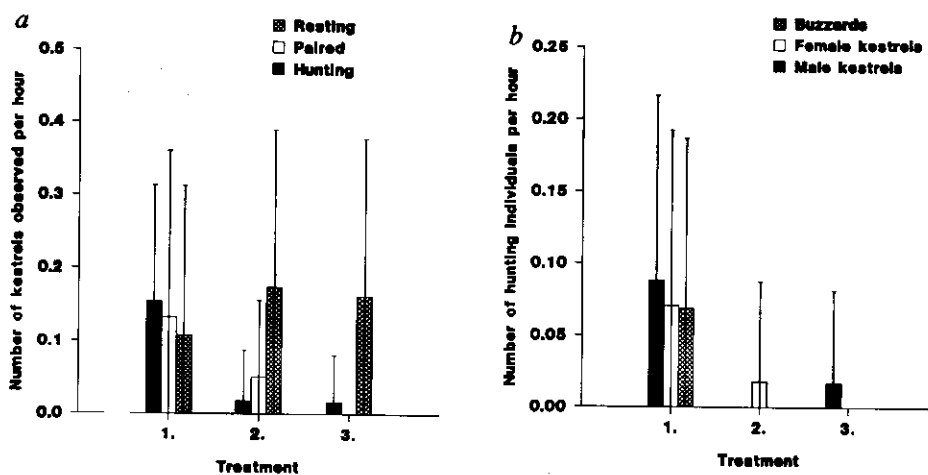 a
Resting
Paired
Hunting
Number of kestrels observed per hour
0.5
0.4
0.3
0.2
0.1
0.0
1. 2. 3.
Treatment
b
Buzzards
Female kestrels
Male kestrels
Number of hunting individuals per hour
0.25
0.20
0.15
0.10
0.05
0.00
1. 2. 3.
Treatment